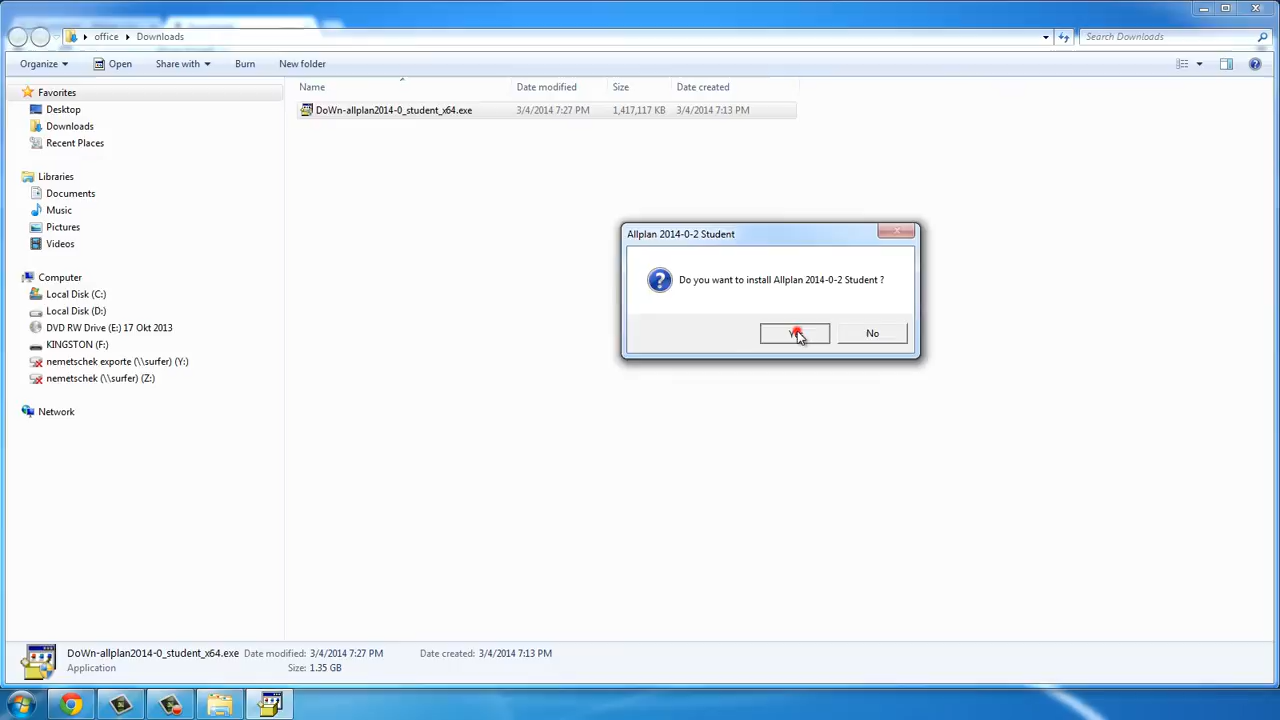 office Downloads
Search Downloads
Organize Open Share with Burn New folder
Favorites
Desktop
Downloads
Recent Places
Libraries
Documents
Music
Pictures
Videos
Computer
Local Disk (C:)
Local Disk (D:)
DVD RW Drive (E:) 17 Okt 2013
KINGSTON (F:)
nemetschek exporte (\\surfer) (Y:)
nemetschek (\\surfer) (Z:)
Network
Name Date modified Size Date created
DoWn-allplan2014-0_student_x64.exe 3/4/2014 7:27 PM 1,417,117 KB 3/4/2014 7:13 PM
Allplan 2014-0-2 Student
Do you want to install Allplan 2014-0-2 Student ?
No
DoWn-allplan2014-0_student_x64.exe Date modified: 3/4/2014 7:27 PM Date created: 3/4/2014 7:13 PM
Application Size: 1.35 GB